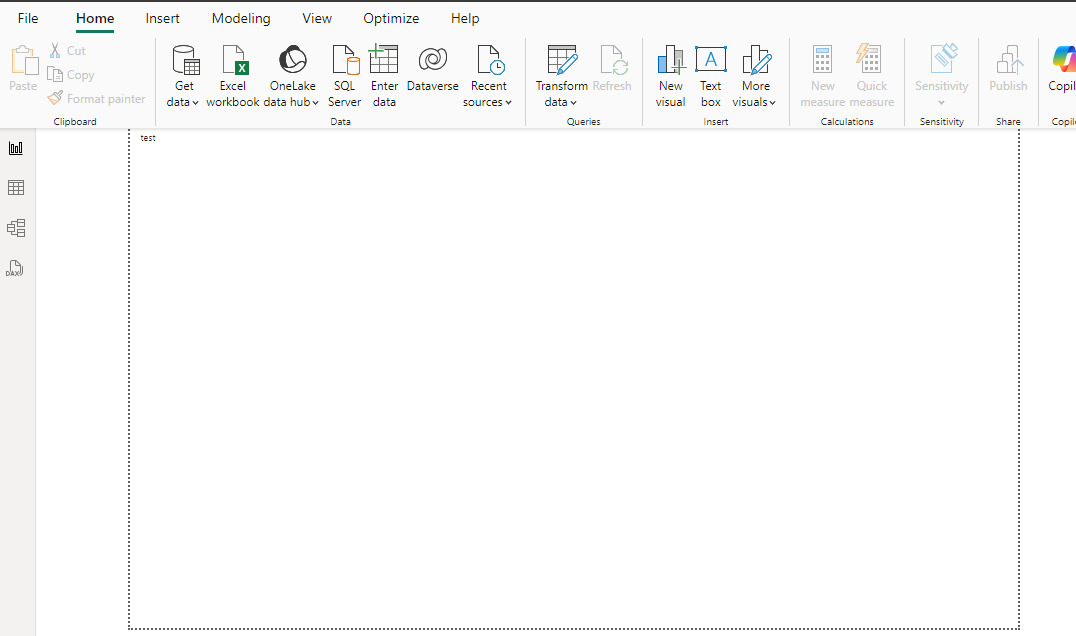 File Home Insert Modeling View Optimize Help
Paste
Cut
Copy
Format painter
Clipboard
Get data
Excel workbook
OneLake data hub
SQL Server
Enter data
Dataverse
Recent sources
Data
Transform data
Refresh
Queries
New visual
Text box
A
More visuals
Insert
New measure
Quick measure
Calculations
Sensitivity
Sensitivity
Publish
Share
Copil
Copil
test
DAX